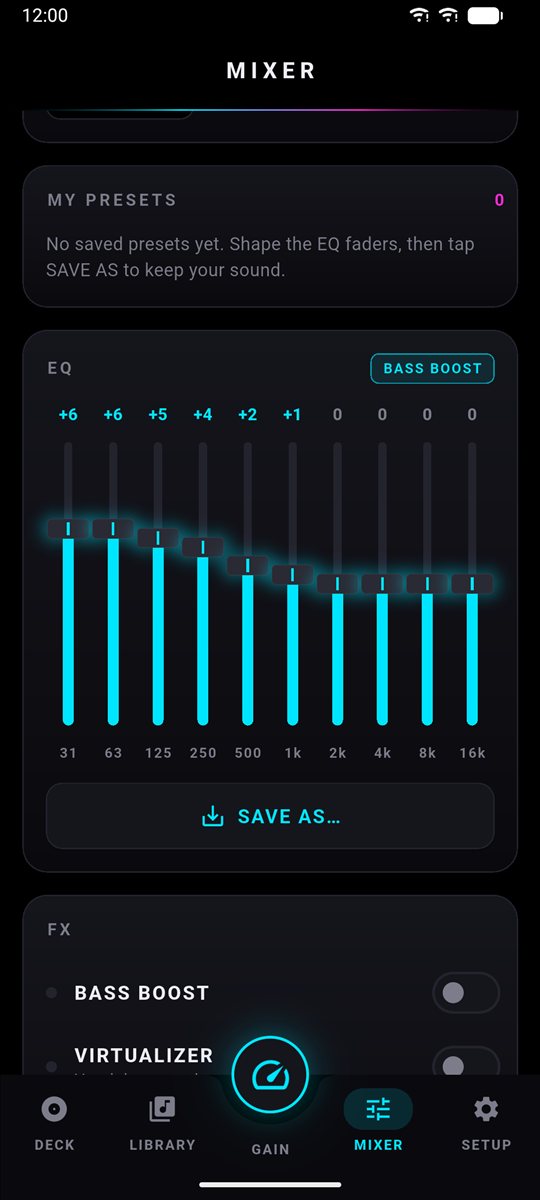 12:00
MIXER
MY PRESETS 0
No saved presets yet. Shape the EQ faders, then tap
SAVE AS to keep your sound.
EQ BASS BOOST
+6 +6 +5 +4 +2 +1 0 0 0 0
31 63 125 250 500 1k 2k 4k 8k 16k
SAVE AS…
FX
BASS BOOST
VIRTUALIZER
DECK LIBRARY GAIN MIXER SETUP